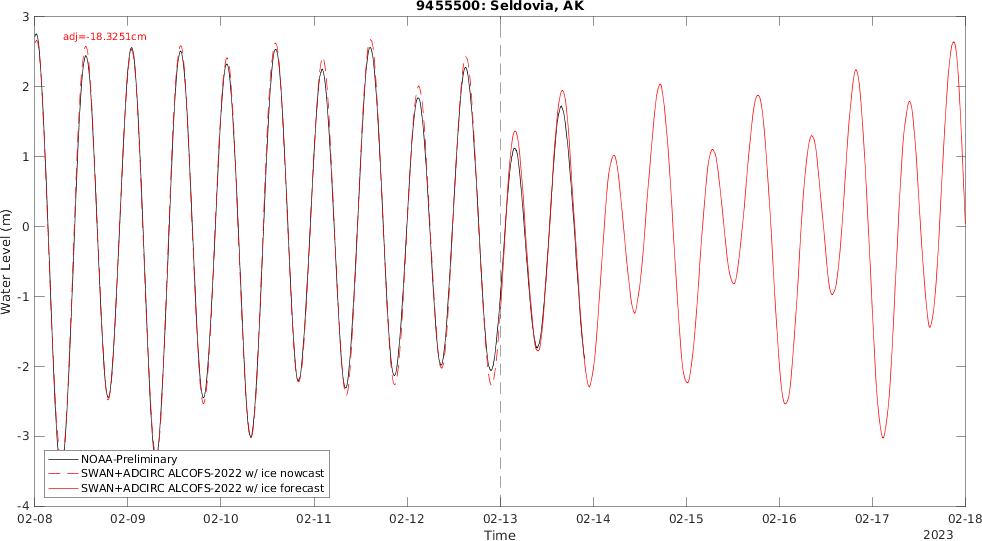 9455500: Seldovia, AK
adj=-18.3251cm
3
2
1
0
-1
-2
-3
-4
Water Level (m)
NOAA-Preliminary
SWAN+ADCIRC ALCOFS-2022 w/ ice nowcast
SWAN+ADCIRC ALCOFS-2022 w/ ice forecast
02-08 02-09 02-10 02-11 02-12 02-13 02-14 02-15 02-16 02-17 02-18
Time
2023